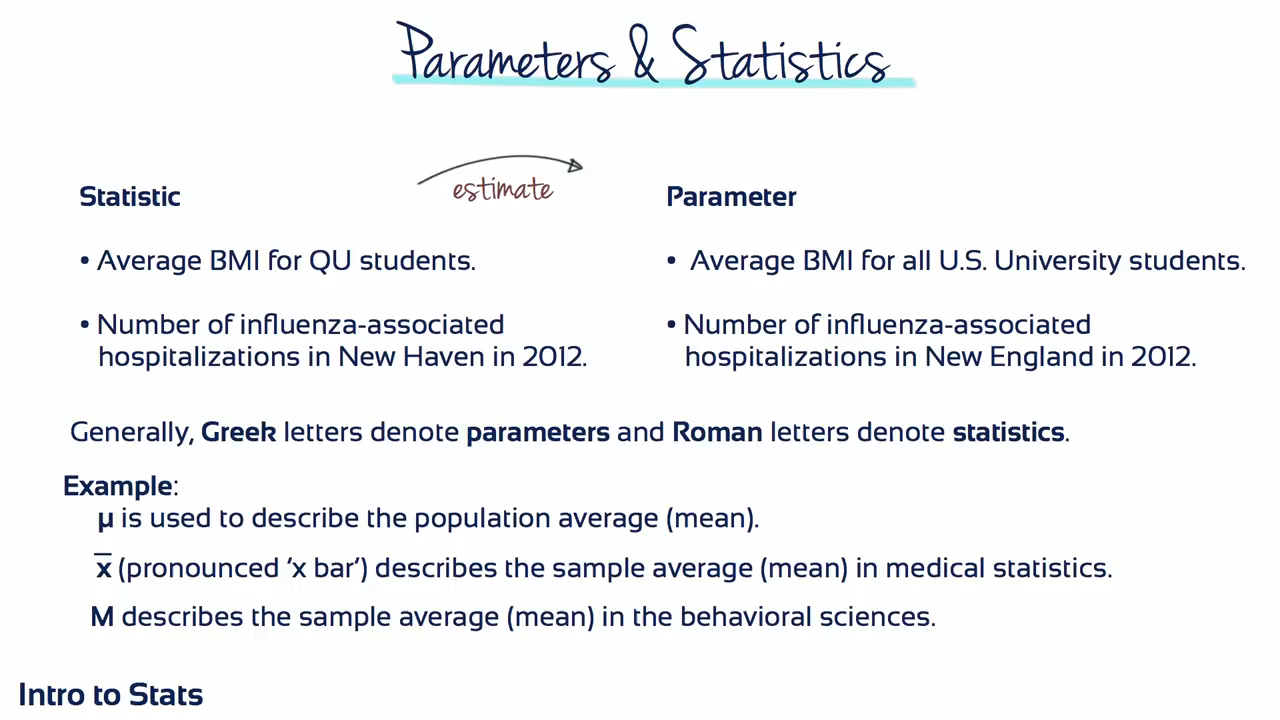 Parameters & Statistics
estimate
Statistic
• Average BMI for QU students.
• Number of influenza-associated
hospitalizations in New Haven in 2012.
Parameter
• Average BMI for all U.S. University students.
• Number of influenza-associated
hospitalizations in New England in 2012.
Generally, Greek letters denote parameters and Roman letters denote statistics.
Example:
μ is used to describe the population average (mean).
x̅ (pronounced ‘x bar’) describes the sample average (mean) in medical statistics.
M describes the sample average (mean) in the behavioral sciences.
Intro to Stats